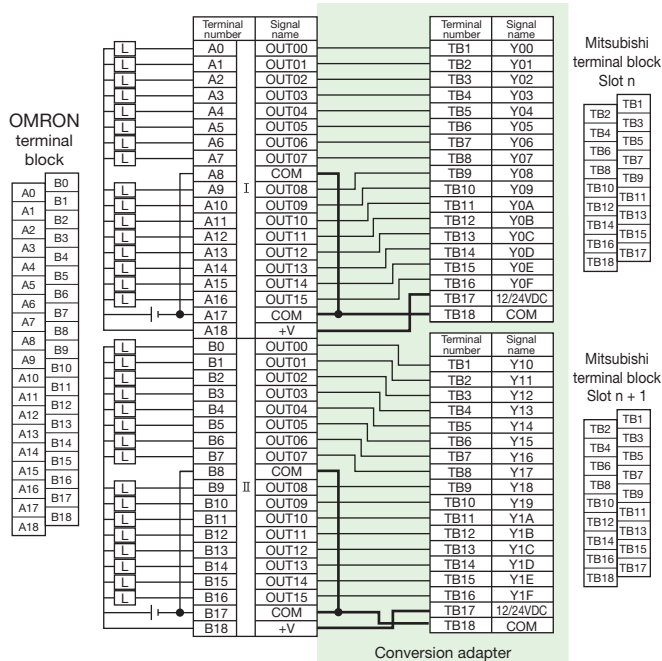 Terminal number Signal name Terminal number Signal name
L A0 OUT00 TB1 Y00
L A1 OUT01 TB2 Y01
L A2 OUT02 TB3 Y02
L A3 OUT03 TB4 Y03
L A4 OUT04 TB5 Y04
L A5 OUT05 TB6 Y05
L A6 OUT06 TB7 Y06
L A7 OUT07 TB8 Y07
A8 COM TB9 Y08
L A9 I OUT08 TB10 Y09
L A10 OUT09 TB11 Y0A
L A11 OUT10 TB12 Y0B
L A12 OUT11 TB13 Y0C
L A13 OUT12 TB14 Y0D
L A14 OUT13 TB15 Y0E
L A15 OUT14 TB16 Y0F
L A16 OUT15 TB17 12/24VDC
A17 COM TB18 COM
A18 +V
Terminal number Signal name
L B0 OUT00 TB1 Y10
L B1 OUT01 TB2 Y11
L B2 OUT02 TB3 Y12
L B3 OUT03 TB4 Y13
L B4 OUT04 TB5 Y14
L B5 OUT05 TB6 Y15
L B6 OUT06 TB7 Y16
L B7 OUT07 TB8 Y17
B8 COM TB9 Y18
L B9 II OUT08 TB10 Y19
L B10 OUT09 TB11 Y1A
L B11 OUT10 TB12 Y1B
L B12 OUT11 TB13 Y1C
L B13 OUT12 TB14 Y1D
L B14 OUT13 TB15 Y1E
L B15 OUT14 TB16 Y1F
L B16 OUT15 TB17 12/24VDC
B17 COM TB18 COM
B18 +V
Conversion adapter
OMRON
terminal
block
A0 B0
A1 B1
A2 B2
A3 B3
A4 B4
A5 B5
A6 B6
A7 B7
A8 B8
A9 B9
A10 B10
A11 B11
A12 B12
A13 B13
A14 B14
A15 B15
A16 B16
A17 B17
A18 B18
Mitsubishi
terminal block
Slot n
TB1
TB2
TB3
TB4
TB5
TB6
TB7
TB8
TB9
TB10
TB11
TB12
TB13
TB14
TB15
TB16
TB17
TB18
Mitsubishi
terminal block
Slot n + 1
TB1
TB2
TB3
TB4
TB5
TB6
TB7
TB8
TB9
TB10
TB11
TB12
TB13
TB14
TB15
TB16
TB17
TB18